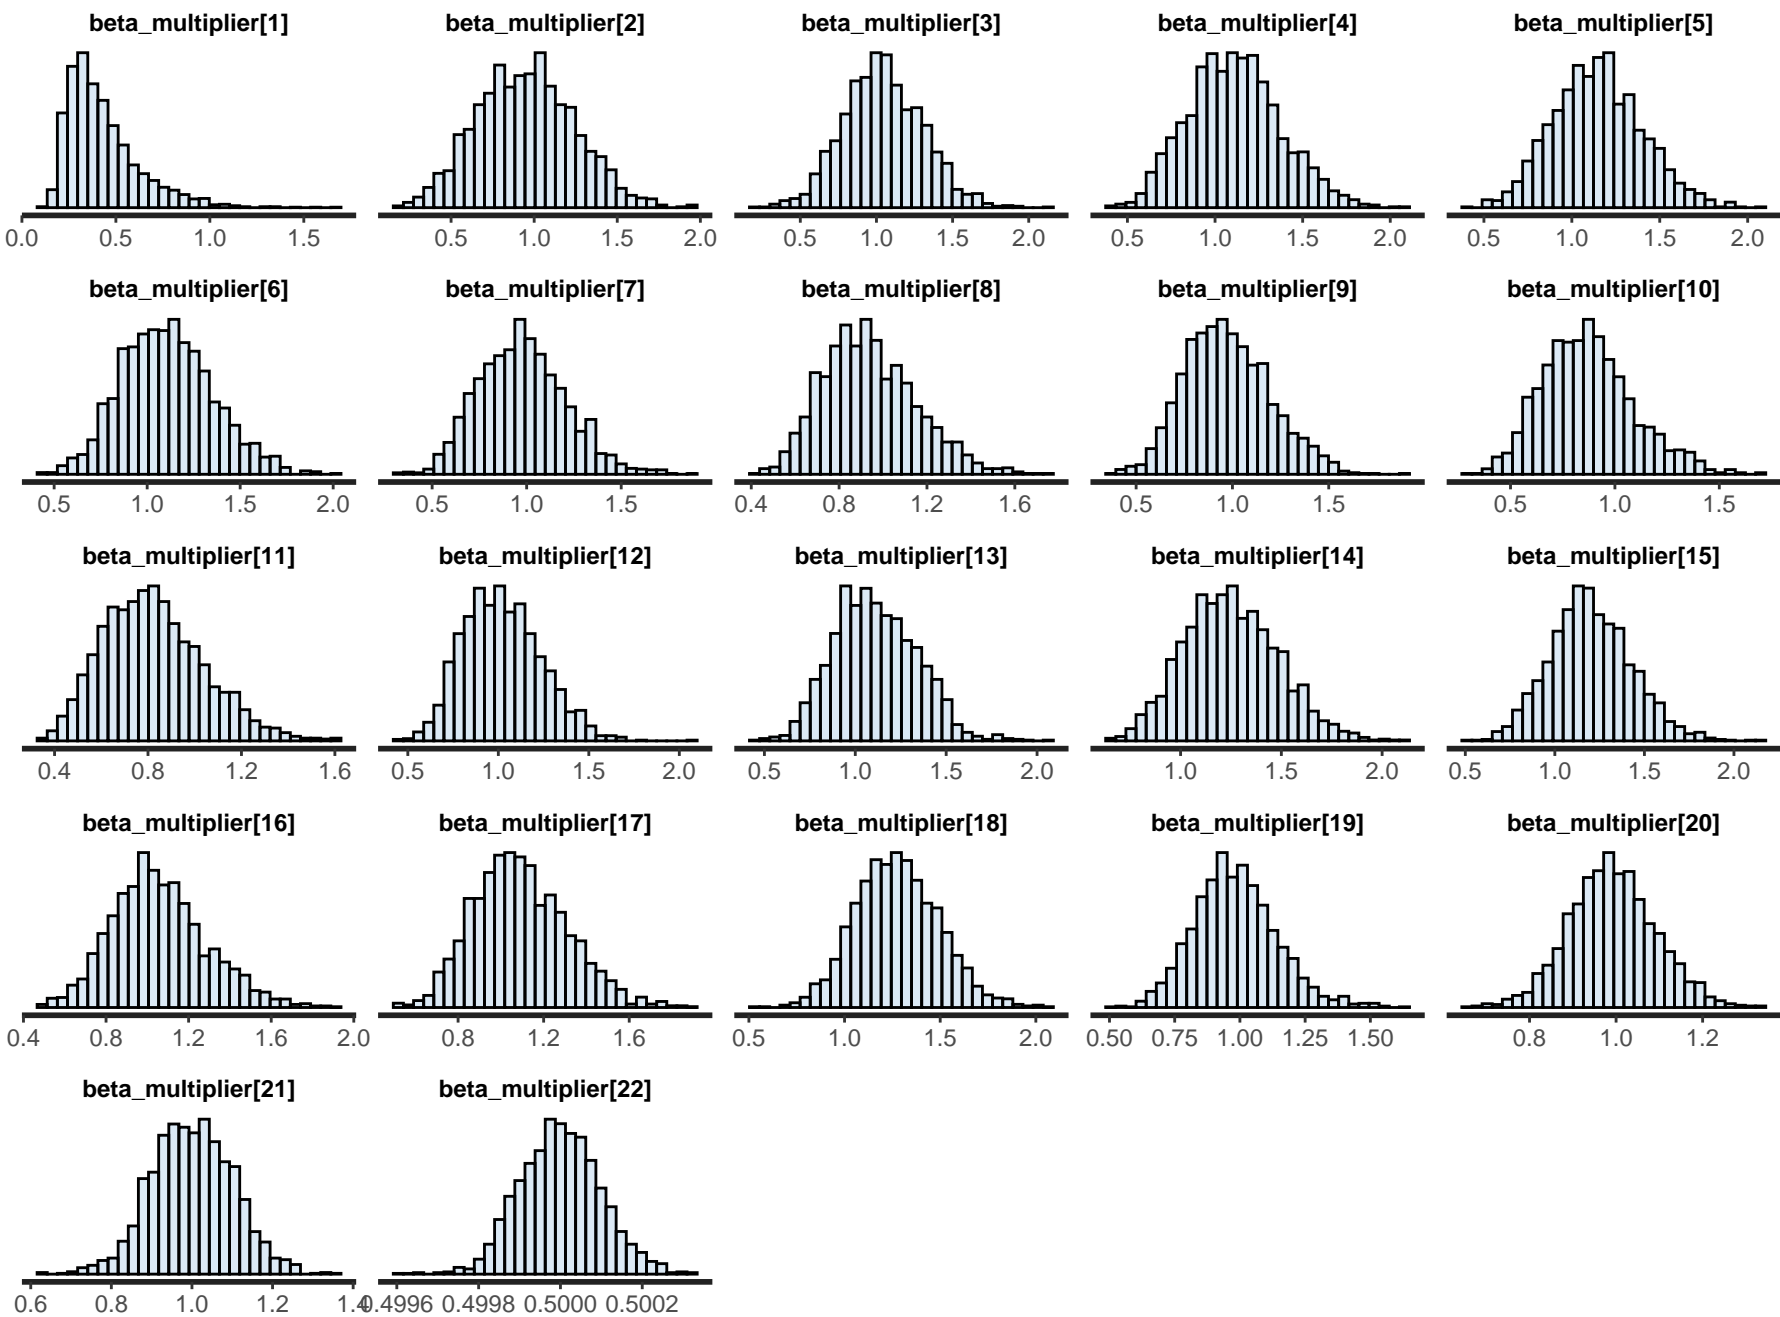 beta_multiplier[1] beta_multiplier[2] beta_multiplier[3] beta_multiplier[4] beta_multiplier[5]
0.0 0.5 1.0 1.5 0.5 1.0 1.5 2.0 0.5 1.0 1.5 2.0 0.5 1.0 1.5 2.0 0.5 1.0 1.5 2.0
beta_multiplier[6] beta_multiplier[7] beta_multiplier[8] beta_multiplier[9] beta_multiplier[10]
0.5 1.0 1.5 2.0 0.5 1.0 1.5 0.4 0.8 1.2 1.6 0.5 1.0 1.5 0.5 1.0 1.5
beta_multiplier[11] beta_multiplier[12] beta_multiplier[13] beta_multiplier[14] beta_multiplier[15]
0.4 0.8 1.2 1.6 0.5 1.0 1.5 2.0 0.5 1.0 1.5 2.0 1.0 1.5 2.0 0.5 1.0 1.5 2.0
beta_multiplier[16] beta_multiplier[17] beta_multiplier[18] beta_multiplier[19] beta_multiplier[20]
0.4 0.8 1.2 1.6 2.0 0.8 1.2 1.6 0.5 1.0 1.5 2.0 0.50 0.75 1.00 1.25 1.50 0.8 1.0 1.2
beta_multiplier[21] beta_multiplier[22]
0.6 0.8 1.0 1.2 1.4 0.4996 0.4998 0.5000 0.5002